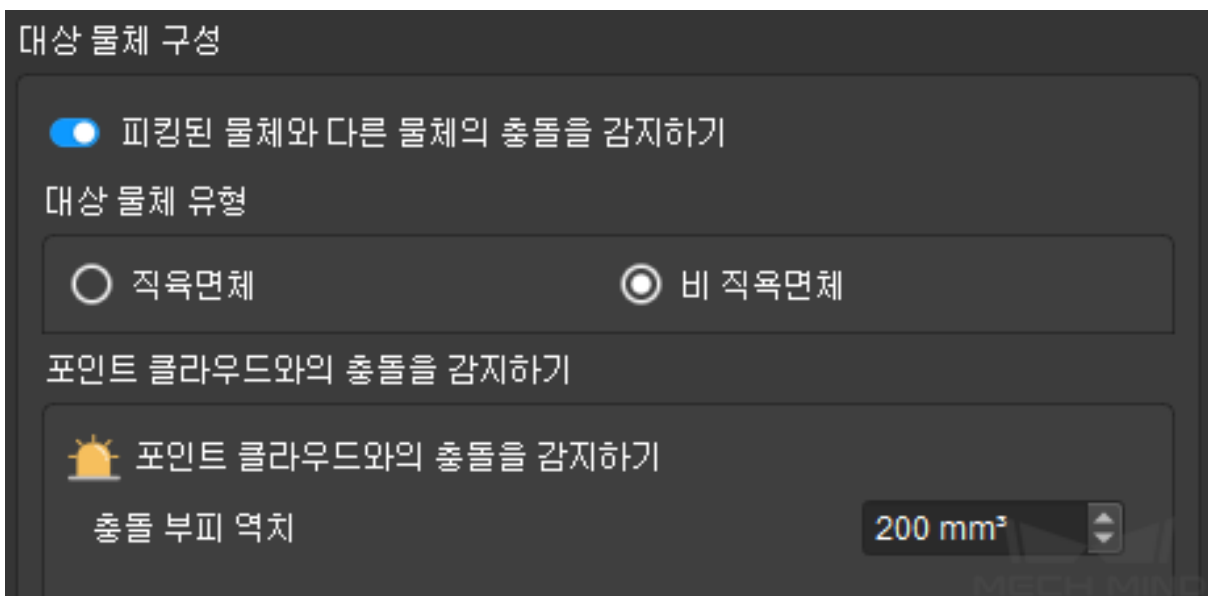 대상 물체 구성
피킹된 물체와 다른 물체의 충돌을 감지하기
대상 물체 유형
직육면체 비 직욕면체
포인트 클라우드와의 충돌을 감지하기
포인트 클라우드와의 충돌을 감지하기
충돌 부피 역치 200 mm³
MECH MIND